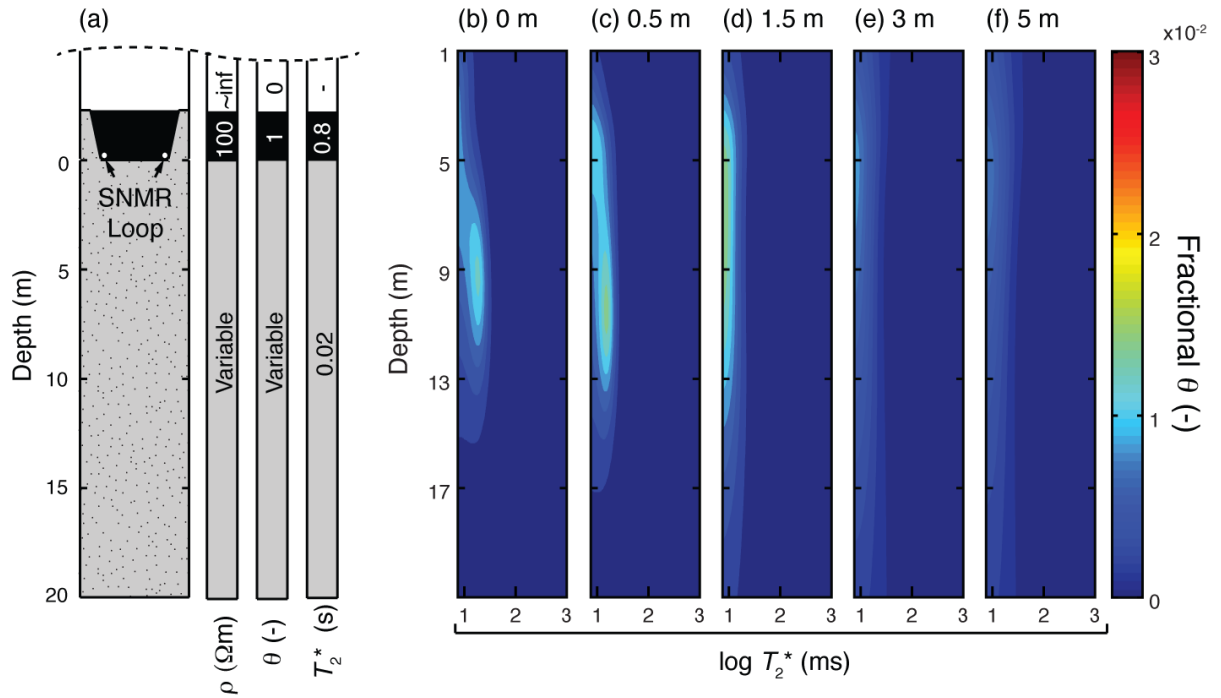 (a)
(b) 0 m
(c) 0.5 m
(d) 1.5 m
(e) 3 m
(f) 5 m
x10⁻²
~inf
0
-
100
1
0.8
SNMR
Loop
Variable
Variable
0.02
Depth (m)
0
5
10
15
20
ρ (Ωm)
θ (-)
T₂* (s)
Depth (m)
1
5
9
13
17
1 2 3
1 2 3
1 2 3
1 2 3
1 2 3
log T₂* (ms)
3
2
1
0
Fractional θ (-)